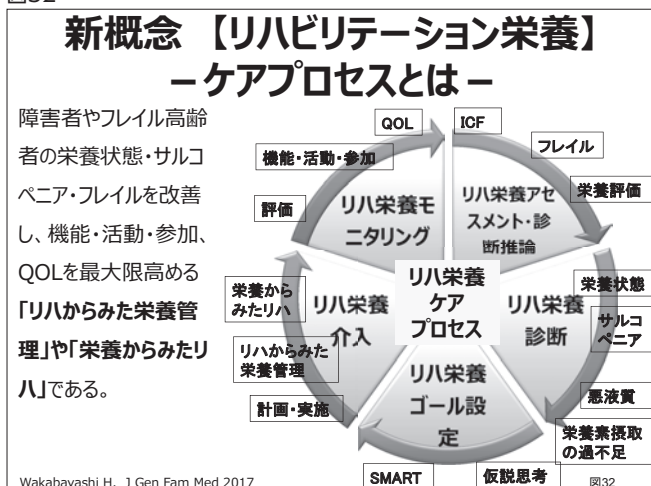 新概念 【リハビリテーション栄養】
－ケアプロセスとは－
障害者やフレイル高齢
者の栄養状態・サルコ
ペニア・フレイルを改善
し、機能・活動・参加、
QOLを最大限高める
「リハからみた栄養管
理」や「栄養からみたリ
ハ」である。
QOL
ICF
フレイル
機能・活動・参加
栄養評価
評価
リハ栄養モ
ニタリング
リハ栄養アセ
スメント・診
断推論
栄養状態
リハ栄養
ケア
プロセス
栄養から
みたリハ
リハ栄養
介入
リハ栄養
診断
サルコ
ペニア
リハからみた
栄養管理
リハ栄養
ゴール設
定
悪液質
計画・実施
栄養素摂取
の過不足
SMART
仮説思考
Wakabayashi H, J Gen Fam Med 2017
図32